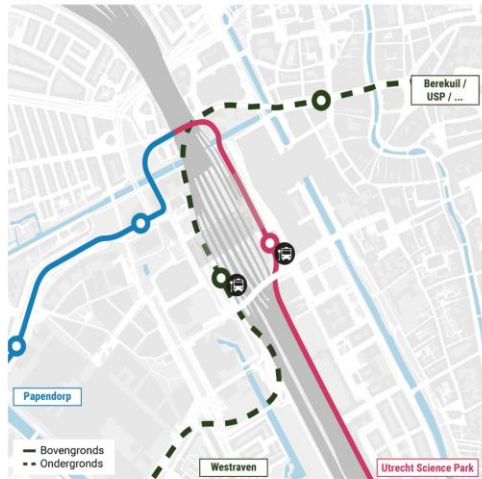 Berekuil /
USP / ...
Papendorp
Bovengronds
Ondergronds
Westraven
Utrecht Science Park